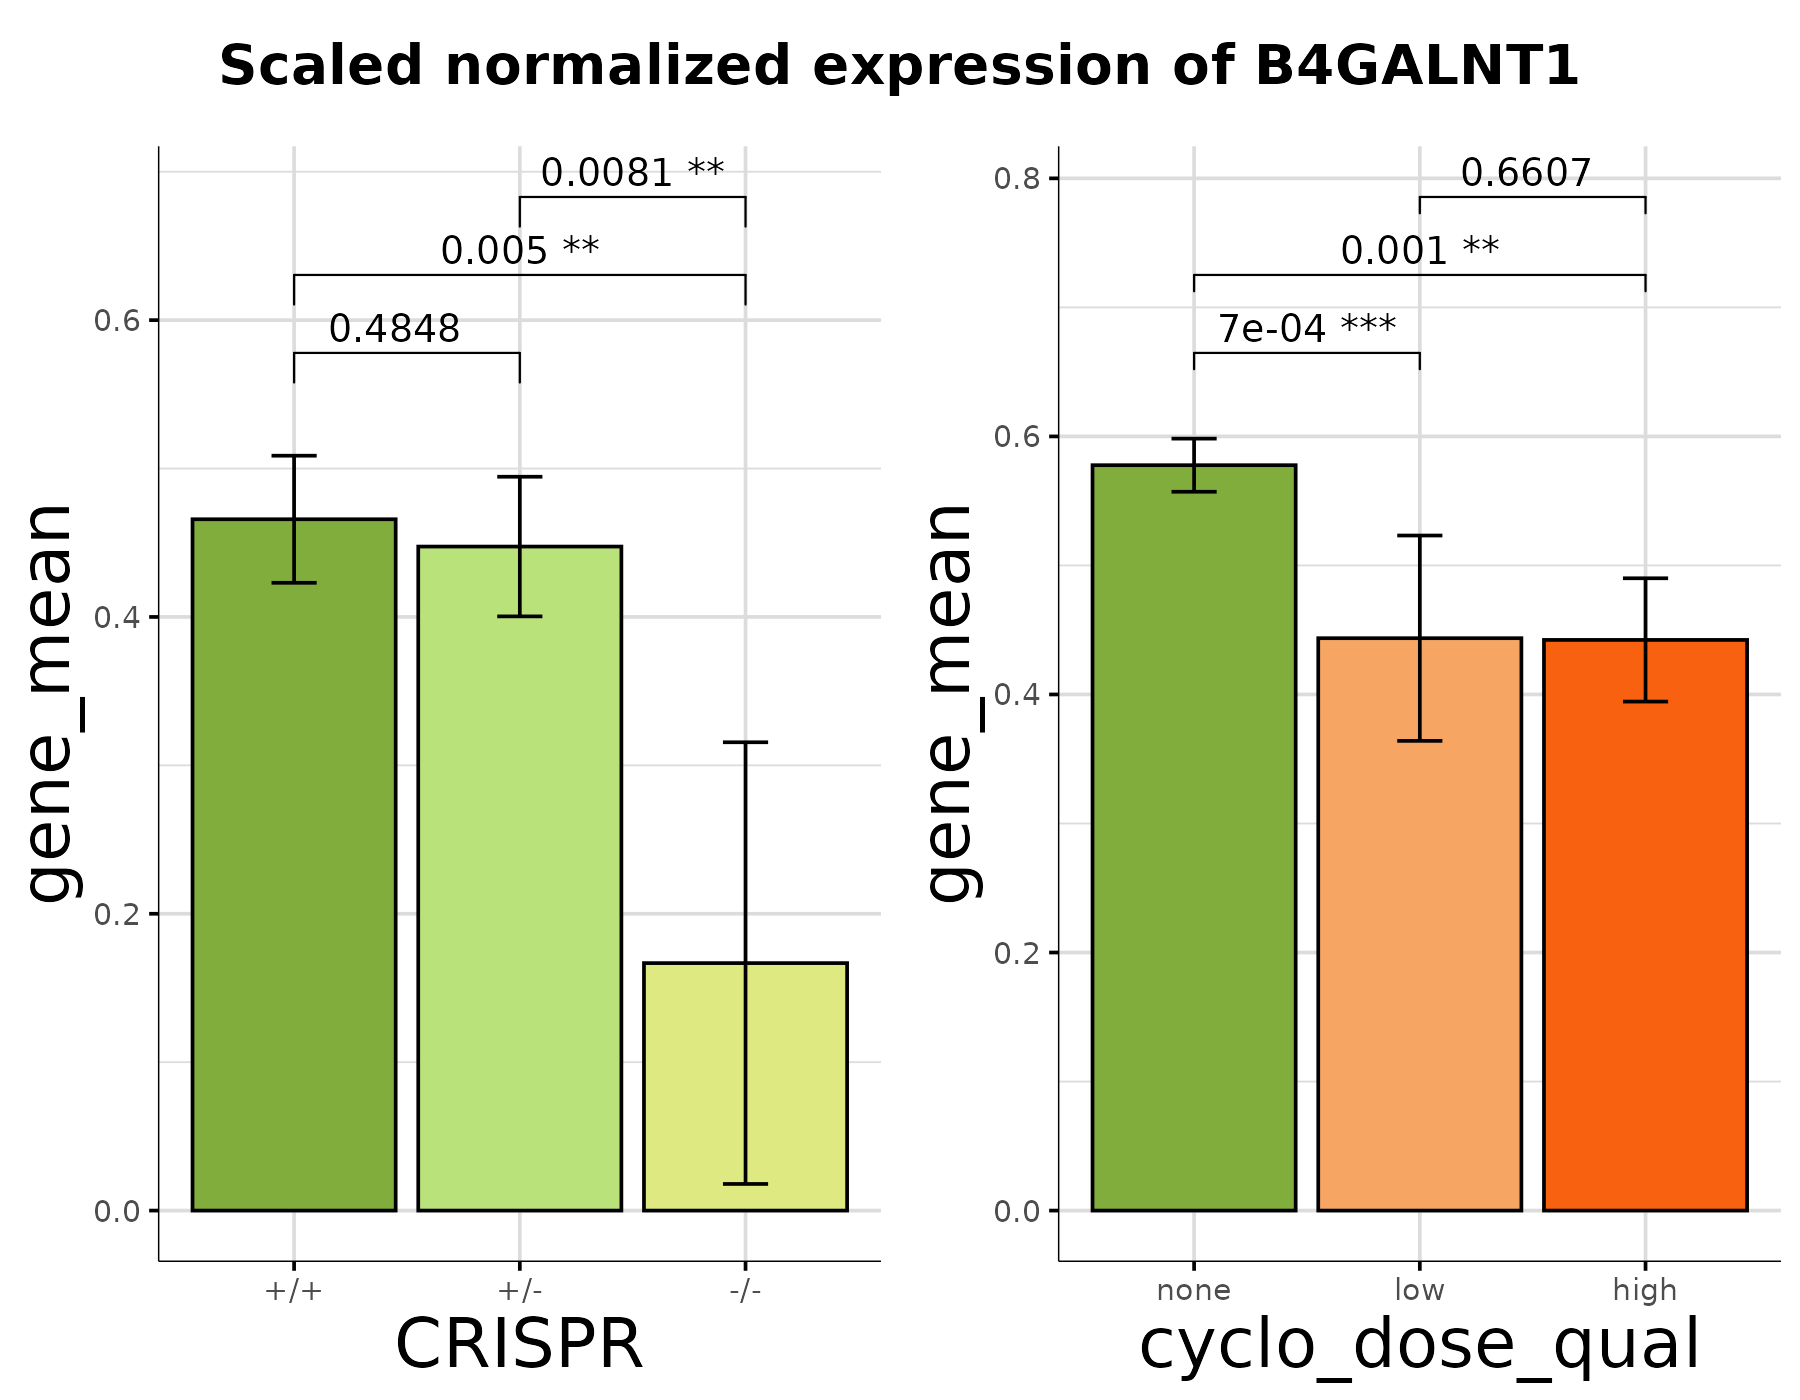 Scaled normalized expression of B4GALNT1
gene_mean
0.6
0.4
0.2
0.0
0.0081 **
0.005 **
0.4848
+/+
+/-
-/-
CRISPR
gene_mean
0.8
0.6
0.4
0.2
0.0
0.6607
0.001 **
7e-04 ***
none
low
high
cyclo_dose_qual